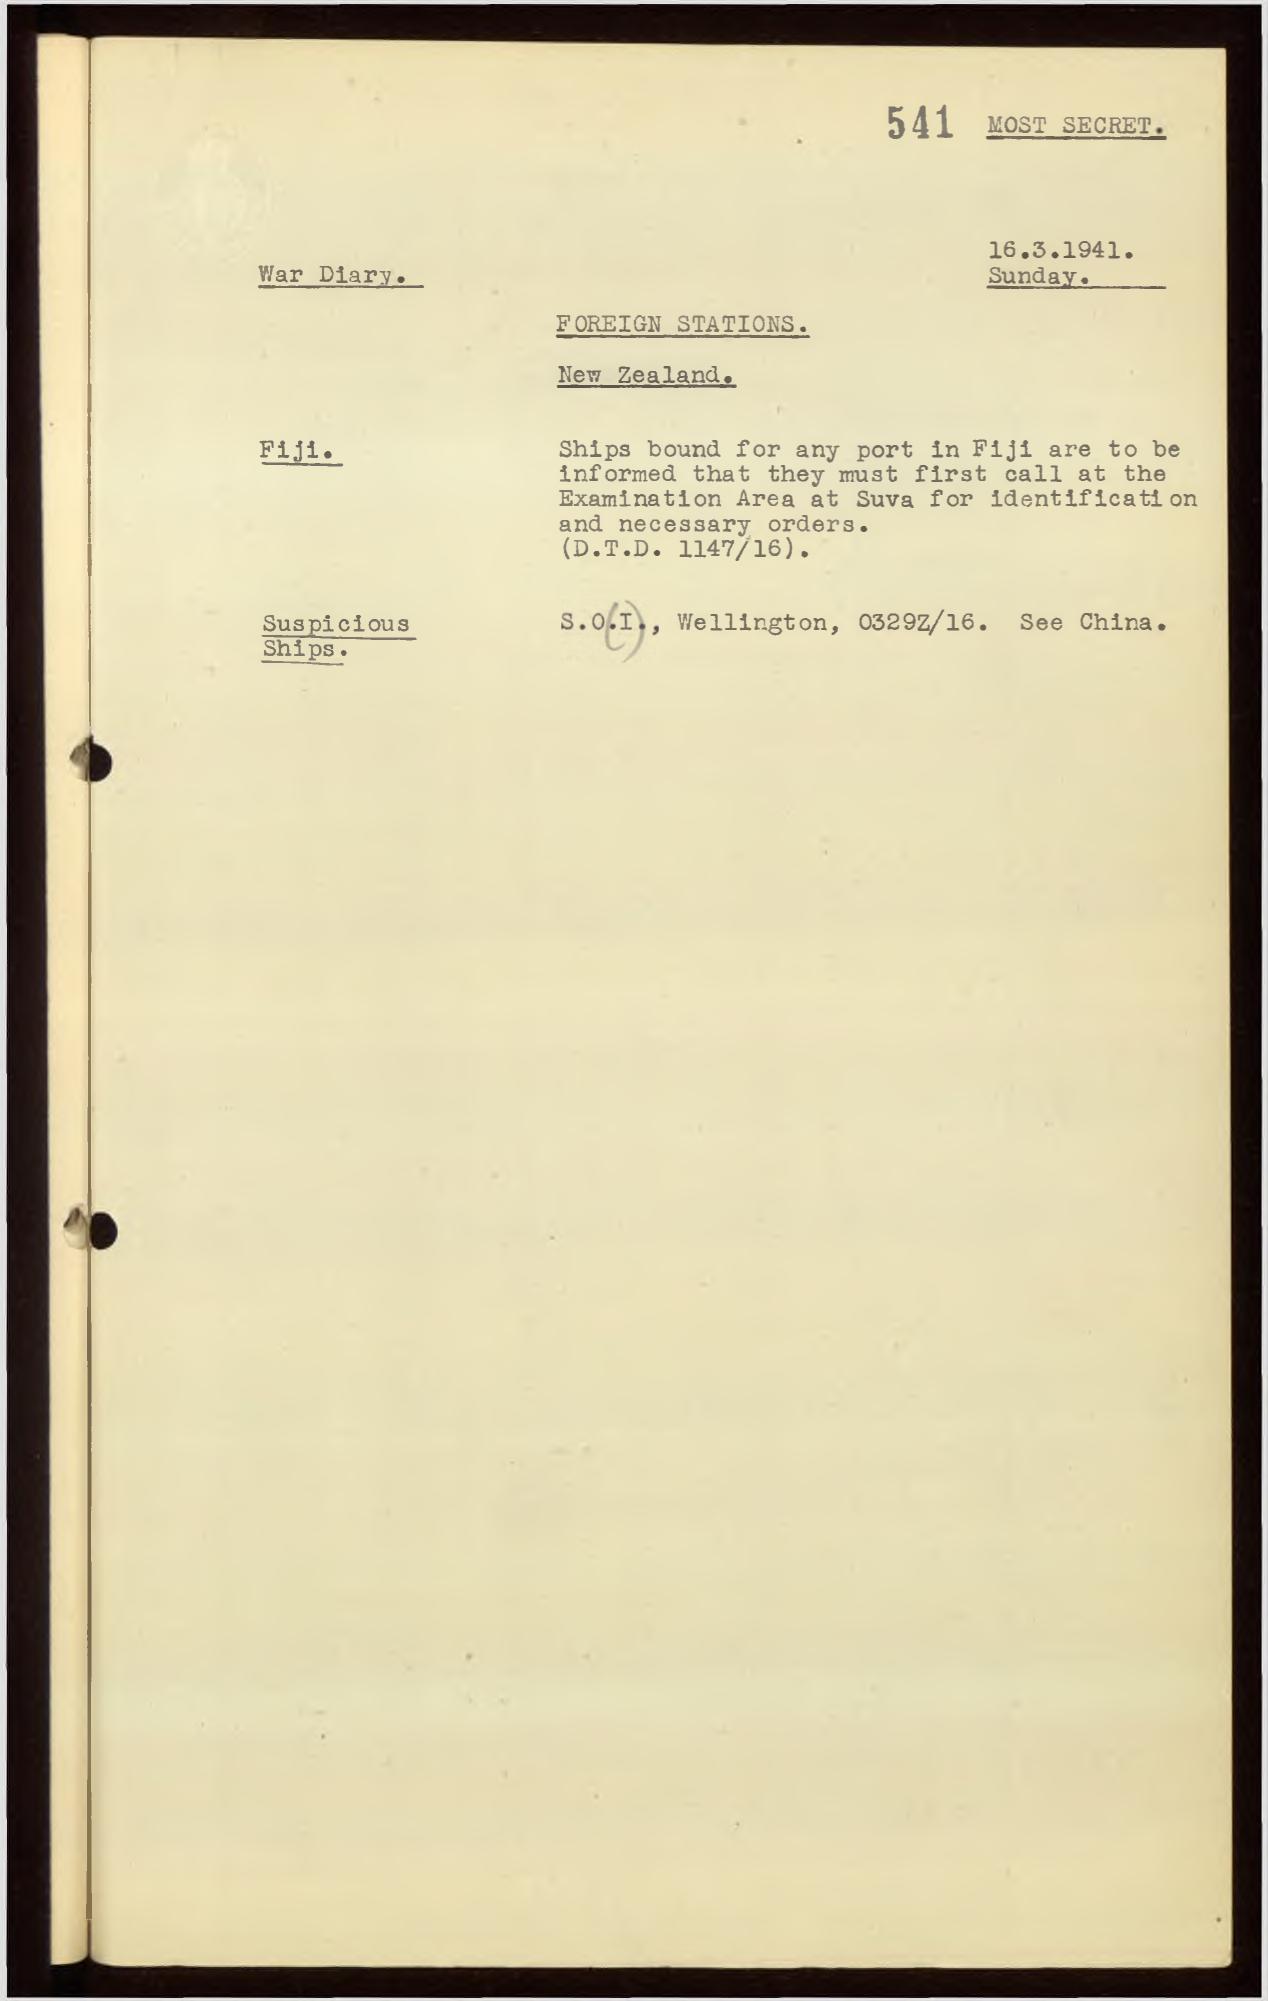 541 MOST SECRET.
16.3.1941.
War Diary.
Sunday.
FOREIGN STATIONS.
New Zealand.
Fiji.
Ships bound for any port in Fiji are to be
informed that they must first call at the
Examination Area at Suva for identification
and necessary orders.
(D.T.D. 1147/16).
Suspicious
Ships.
S.O.(I)., Wellington, 0329Z/16. See China.